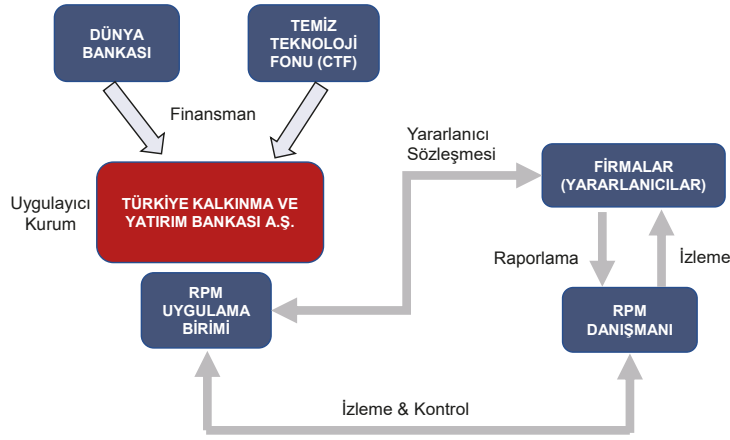 DÜNYA
BANKASI
TEMİZ
TEKNOLOJİ
FONU (CTF)
Finansman
Yararlanıcı
Sözleşmesi
FİRMALAR
(YARARLANICILAR)
Uygulayıcı
Kurum
TÜRKİYE KALKINMA VE
YATIRIM BANKASI A.Ş.
Raporlama
İzleme
RPM
UYGULAMA
BİRİMİ
RPM
DANIŞMANI
İzleme & Kontrol